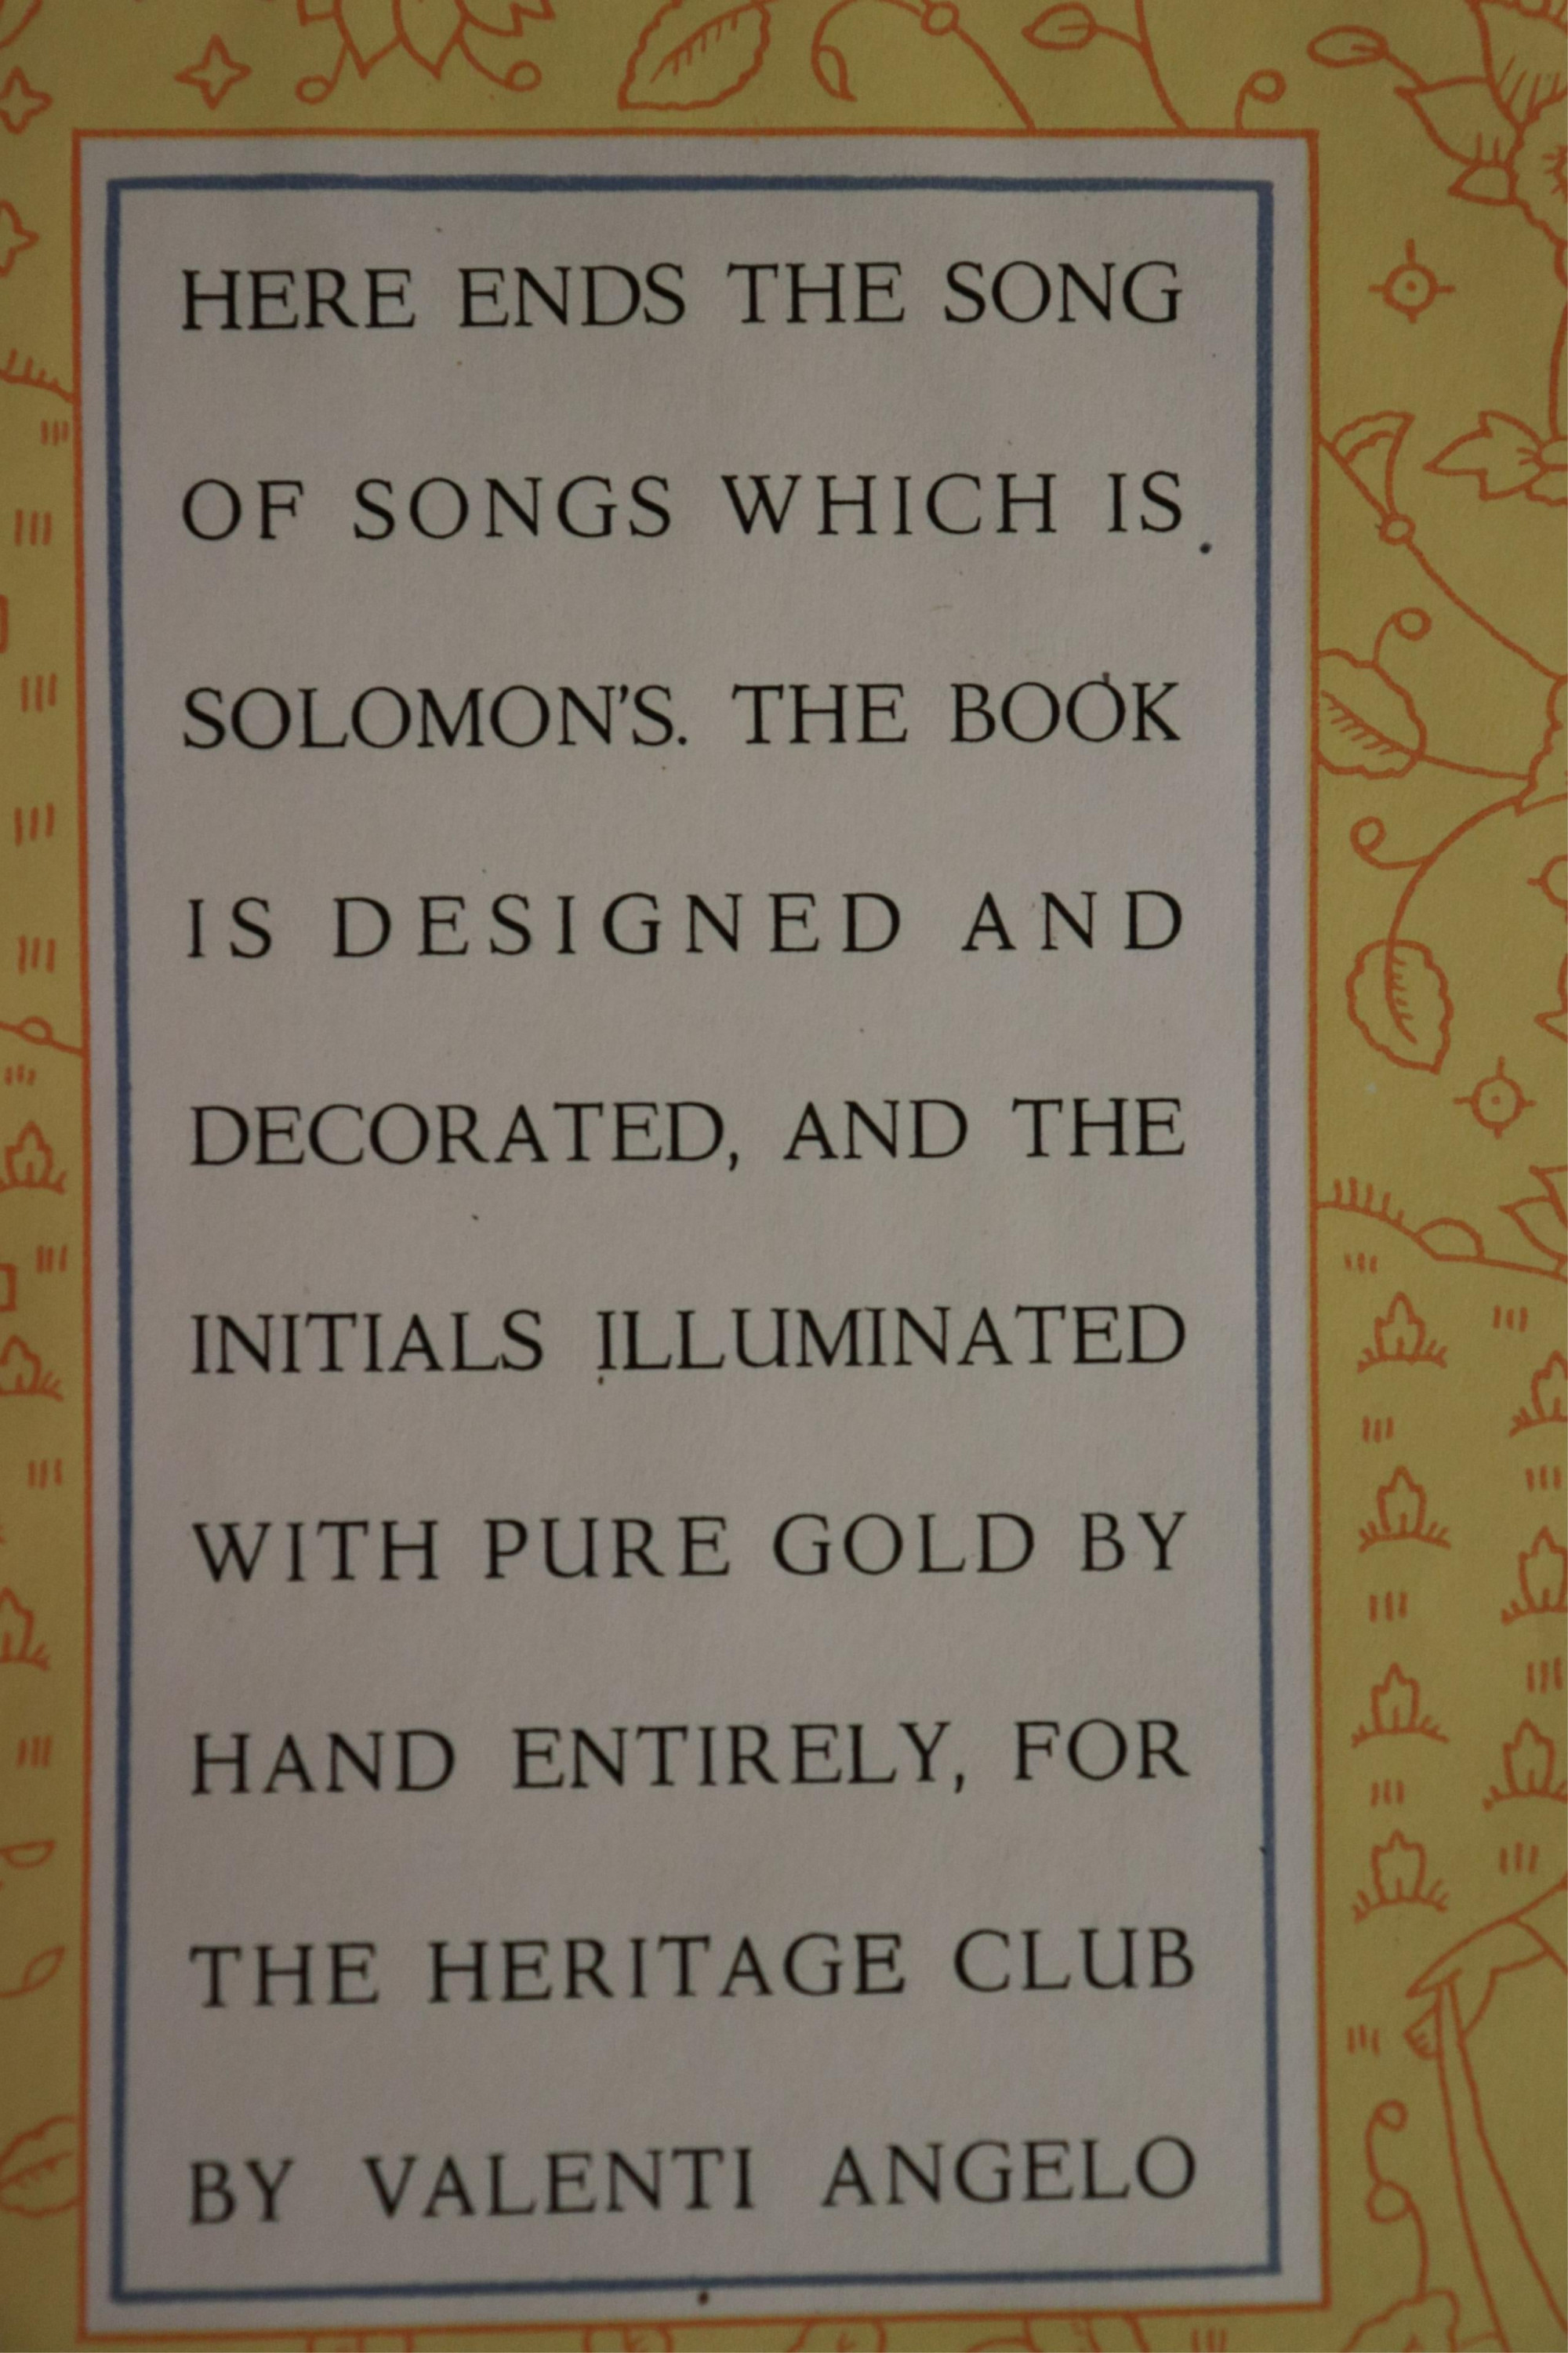 HERE ENDS THE SONG
OF SONGS WHICH IS
SOLOMON'S. THE BOOK
IS DESIGNED AND
DECORATED, AND THE
INITIALS ILLUMINATED
WITH PURE GOLD BY
HAND ENTIRELY, FOR
THE HERITAGE CLUB
BY VALENTI ANGELO